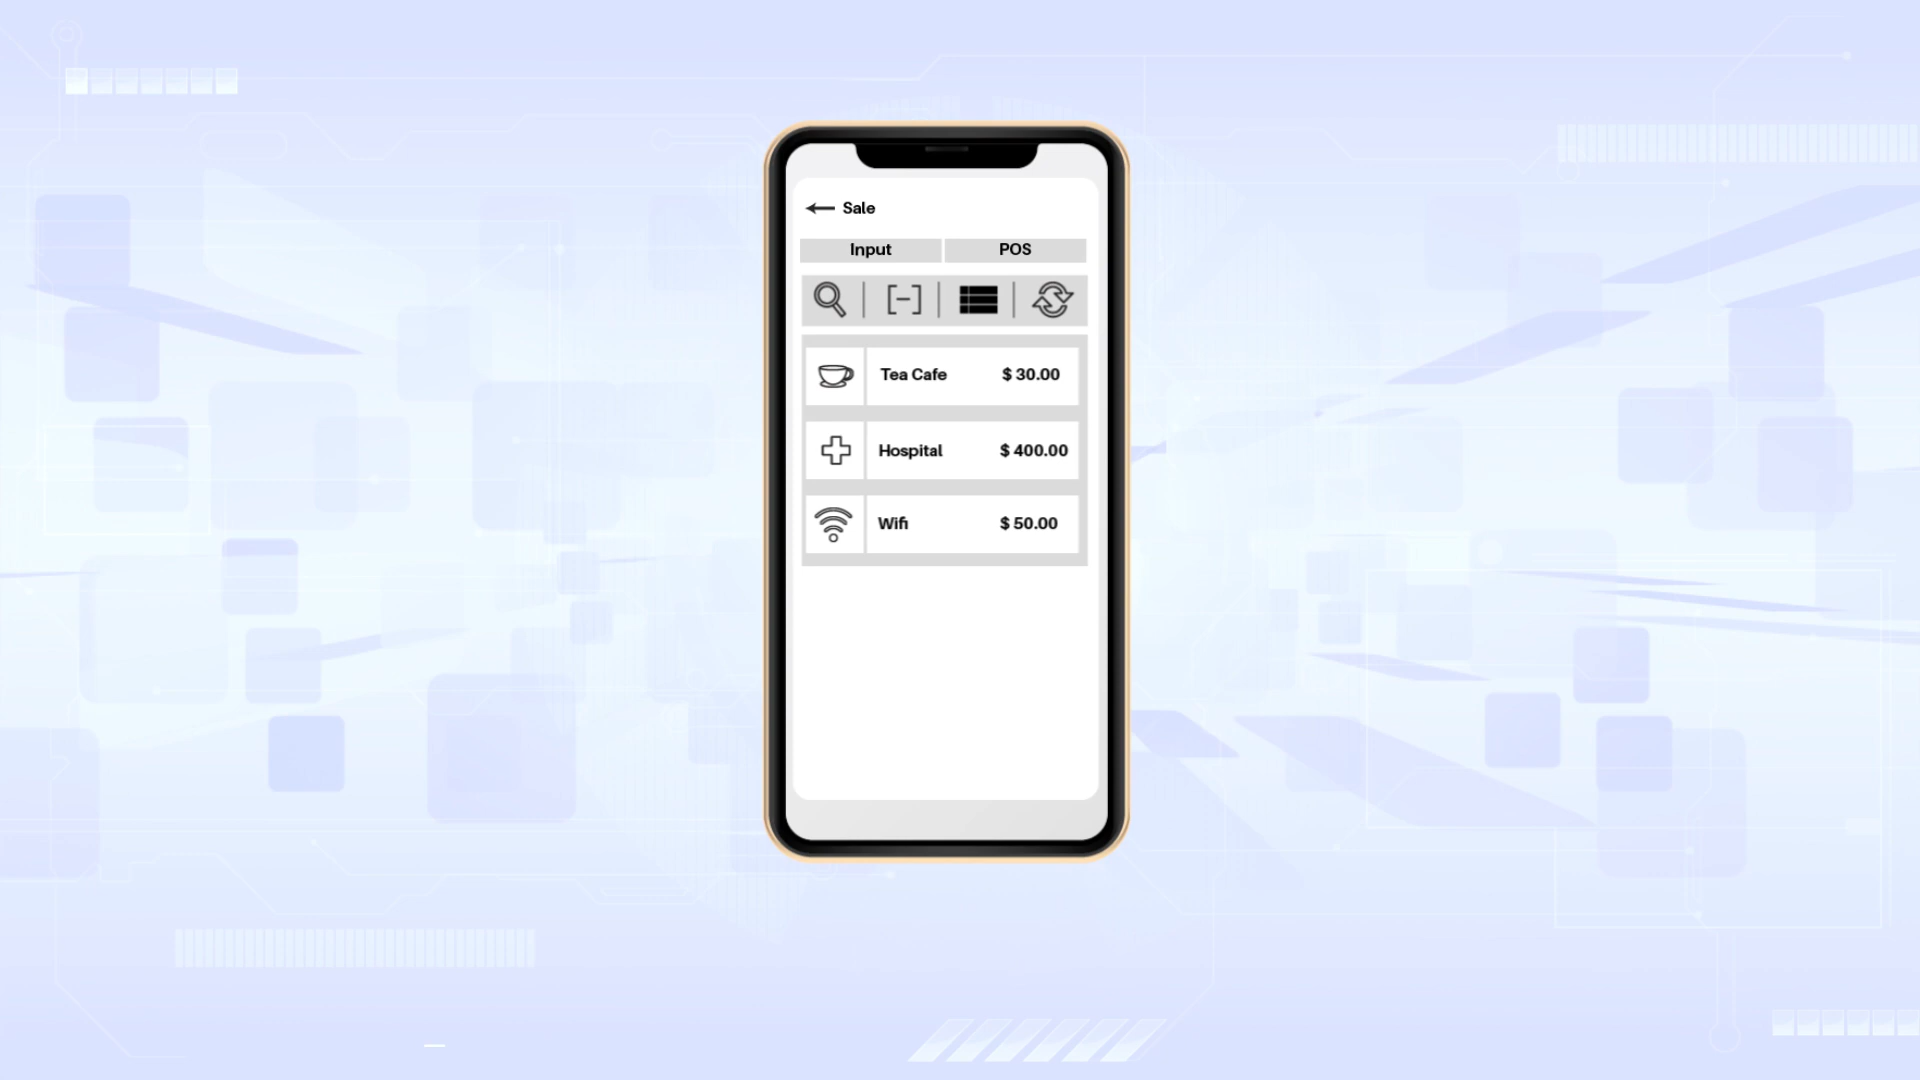 Sale
Input POS
Tea Cafe $ 30.00
Hospital $ 400.00
Wifi $ 50.00